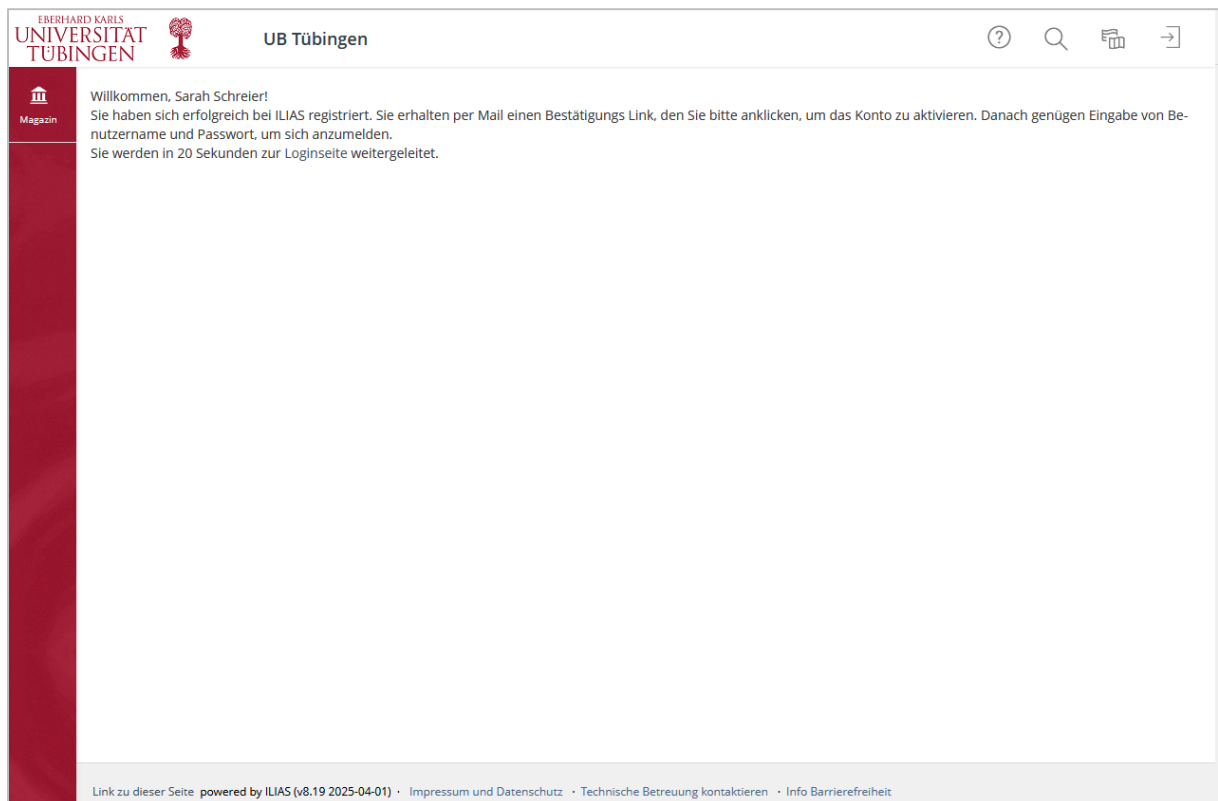 EBERHARD KARLS
UNIVERSITÄT
TÜBINGEN
UB Tübingen
Magazin
Willkommen, Sarah Schreier!
Sie haben sich erfolgreich bei ILIAS registriert. Sie erhalten per Mail einen Bestätigungs Link, den Sie bitte anklicken, um das Konto zu aktivieren. Danach genügen Eingabe von Be-
nutzername und Passwort, um sich anzumelden.
Sie werden in 20 Sekunden zur Loginseite weitergeleitet.
Link zu dieser Seite powered by ILIAS (v8.19 2025-04-01) · Impressum und Datenschutz · Technische Betreuung kontaktieren · Info Barrierefreiheit